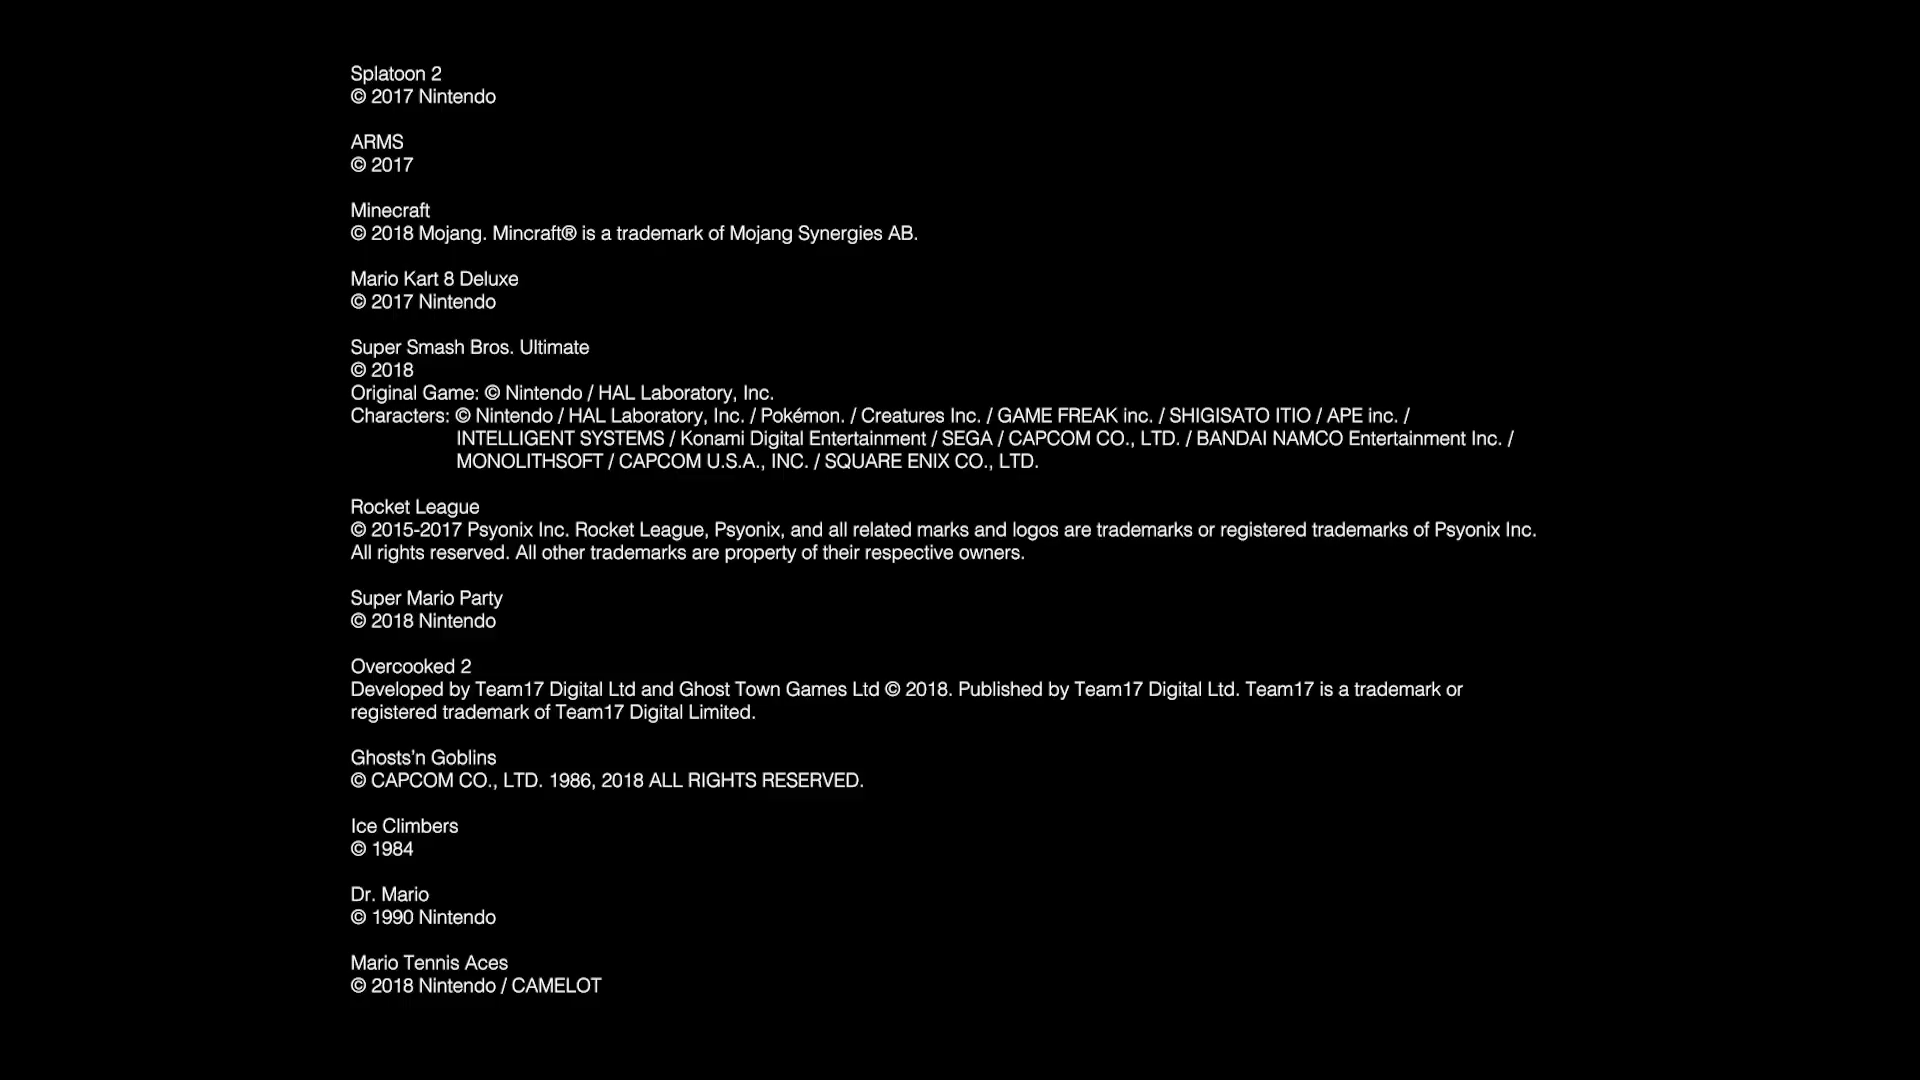 Splatoon 2
© 2017 Nintendo
ARMS
© 2017
Minecraft
© 2018 Mojang. Mincraft® is a trademark of Mojang Synergies AB.
Mario Kart 8 Deluxe
© 2017 Nintendo
Super Smash Bros. Ultimate
© 2018
Original Game: © Nintendo / HAL Laboratory, Inc.
Characters: © Nintendo / HAL Laboratory, Inc. / Pokémon. / Creatures Inc. / GAME FREAK inc. / SHIGISATO ITIO / APE inc. /
INTELLIGENT SYSTEMS / Konami Digital Entertainment / SEGA / CAPCOM CO., LTD. / BANDAI NAMCO Entertainment Inc. /
MONOLITHSOFT / CAPCOM U.S.A., INC. / SQUARE ENIX CO., LTD.
Rocket League
© 2015-2017 Psyonix Inc. Rocket League, Psyonix, and all related marks and logos are trademarks or registered trademarks of Psyonix Inc.
All rights reserved. All other trademarks are property of their respective owners.
Super Mario Party
© 2018 Nintendo
Overcooked 2
Developed by Team17 Digital Ltd and Ghost Town Games Ltd © 2018. Published by Team17 Digital Ltd. Team17 is a trademark or
registered trademark of Team17 Digital Limited.
Ghosts’n Goblins
© CAPCOM CO., LTD. 1986, 2018 ALL RIGHTS RESERVED.
Ice Climbers
© 1984
Dr. Mario
© 1990 Nintendo
Mario Tennis Aces
© 2018 Nintendo / CAMELOT